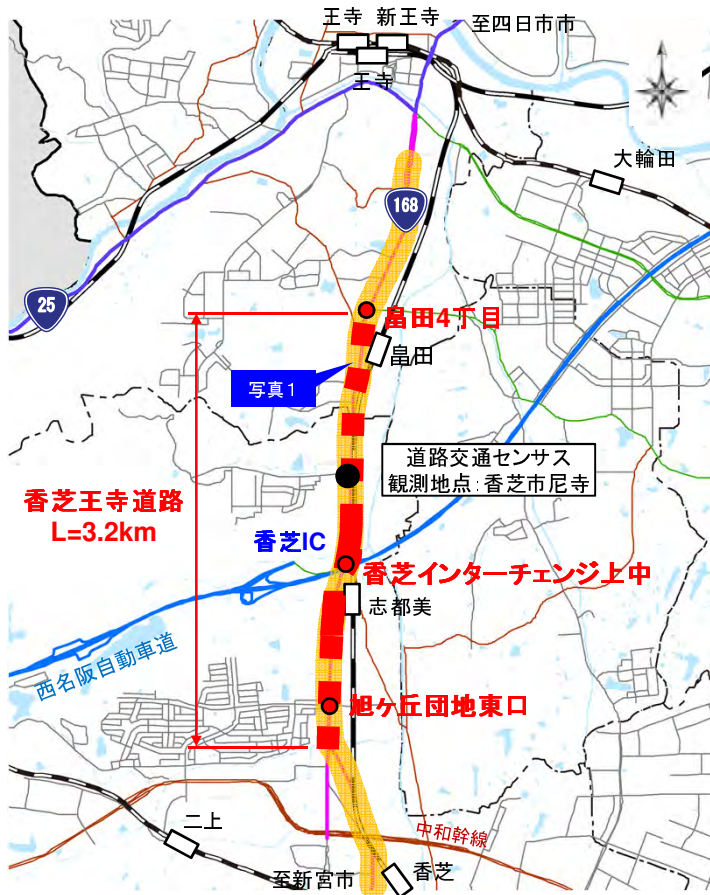 王寺 新王寺
至四日市市
王寺
1
大輪田
168
25
畠田4丁目
畠田
写真1
道路交通センサス
観測地点:香芝市尼寺
香芝王寺道路
L=3.2km
香芝IC
香芝インターチェンジ上中
志都美
西名阪自動車道
旭ヶ丘団地東口
二上
中和幹線
至新宮市
香芝